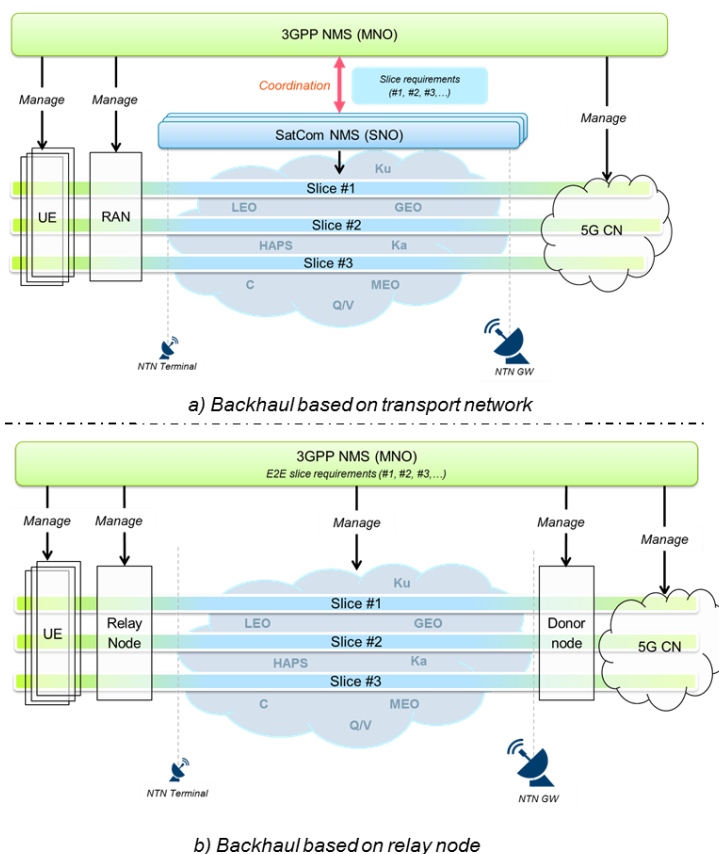 3GPP NMS (MNO)
Coordination
Slice requirements
(#1, #2, #3,…)
Manage
Manage
Manage
SatCom NMS (SNO)
Ku
Slice #1
LEO
GEO
UE
RAN
Slice #2
5G CN
HAPS
Ka
Slice #3
C
MEO
Q/V
NTN Terminal
NTN GW
a) Backhaul based on transport network
3GPP NMS (MNO)
E2E slice requirements (#1, #2, #3,…)
Manage
Manage
Manage
Manage
Manage
Ku
Slice #1
LEO
GEO
UE
Relay
Node
Slice #2
Donor
node
5G CN
HAPS
Ka
Slice #3
C
MEO
Q/V
NTN Terminal
NTN GW
b) Backhaul based on relay node